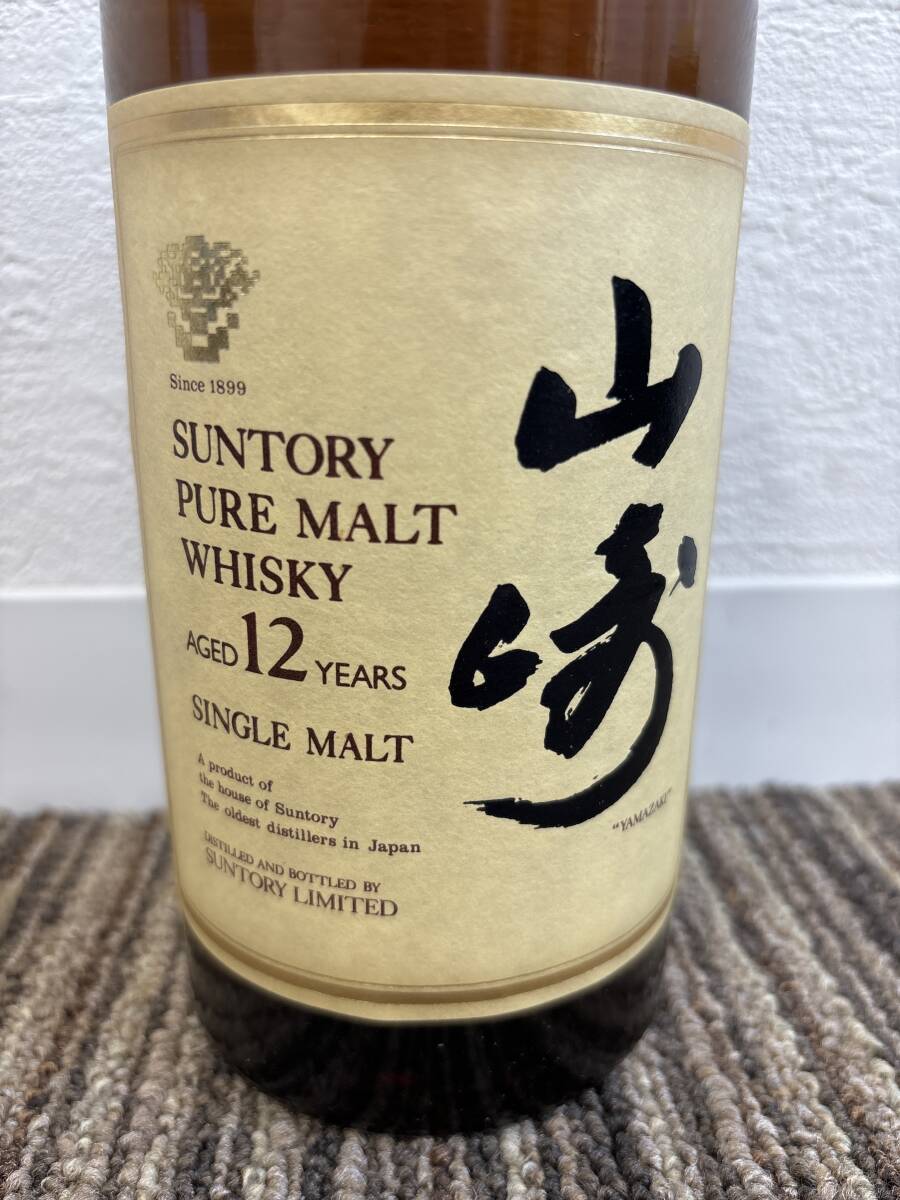 Since 1899
SUNTORY
PURE MALT
WHISKY
AGED 12 YEARS
SINGLE MALT
A product of
the house of Suntory
The oldest distillers in Japan
DISTILLED AND BOTTLED BY
SUNTORY LIMITED
山崎
"YAMAZAKI"